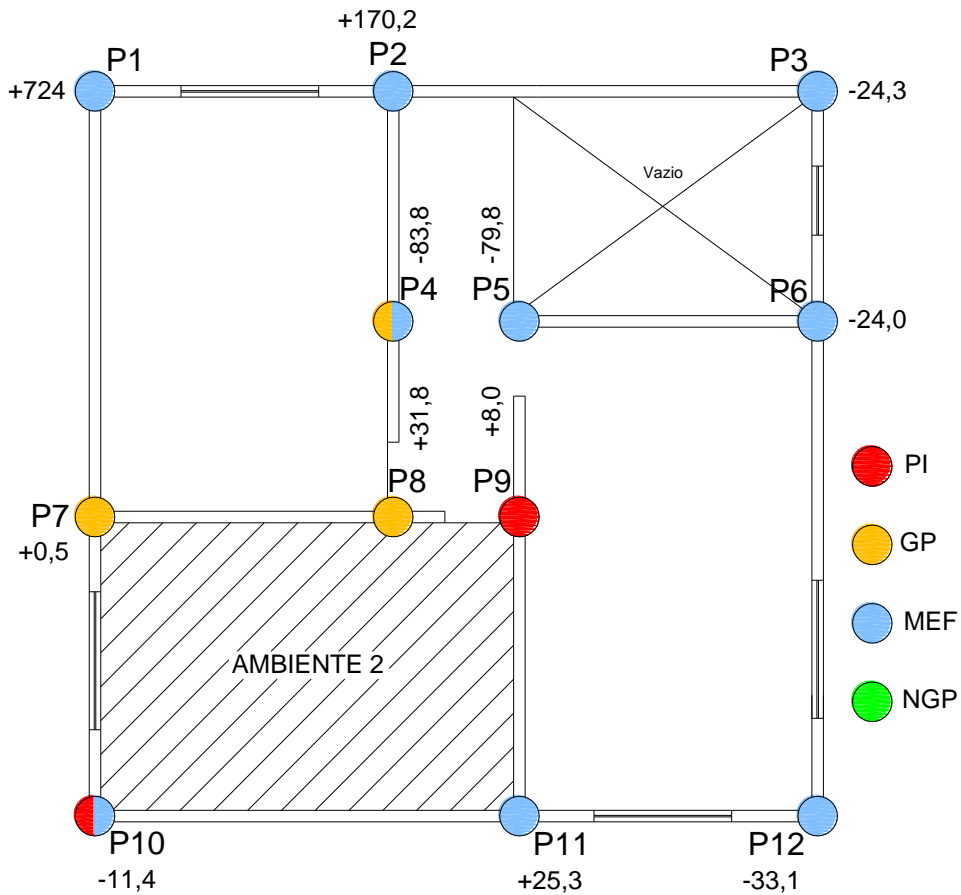 +170,2
P1
P2
P3
+724
-24,3
Vazio
-83,8
-79,8
P4
P5
P6
-24,0
+31,8
+8,0
PI
P8
P9
P7
+0,5
GP
MEF
AMBIENTE 2
NGP
P10
P11
P12
-11,4
+25,3
-33,1